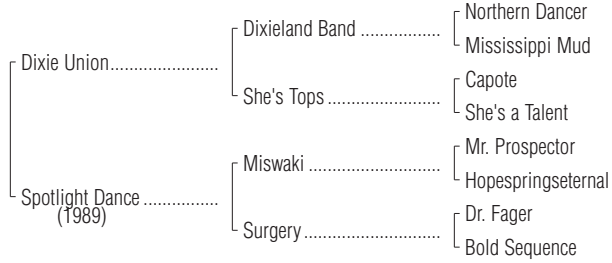 Northern Dancer
Dixieland Band ..................
Mississippi Mud
Dixie Union........................
Capote
She's Tops .........................
She's a Talent
Mr. Prospector
Miswaki .............................
Hopespringseternal
Spotlight Dance ................
(1989)
Dr. Fager
Surgery..............................
Bold Sequence